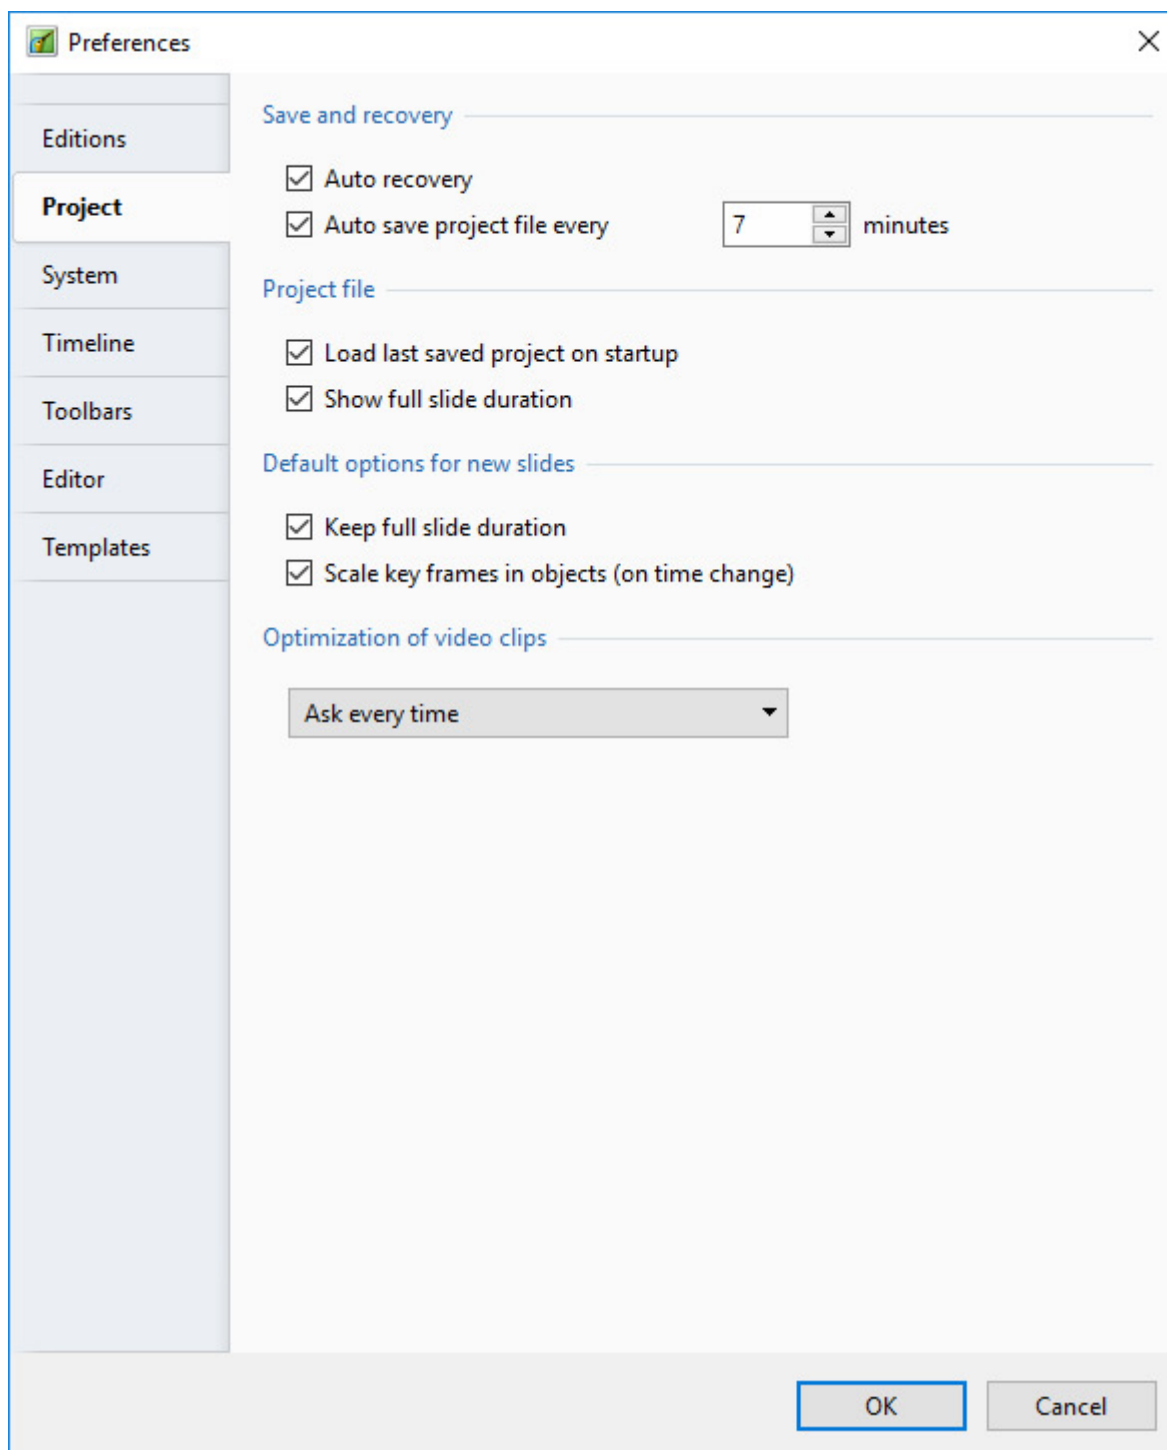 Preferences
Editions
Project
System
Timeline
Toolbars
Editor
Templates
Save and recovery
Auto recovery
Auto save project file every 7 minutes
Project file
Load last saved project on startup
Show full slide duration
Default options for new slides
Keep full slide duration
Scale key frames in objects (on time change)
Optimization of video clips
Ask every time
OK Cancel